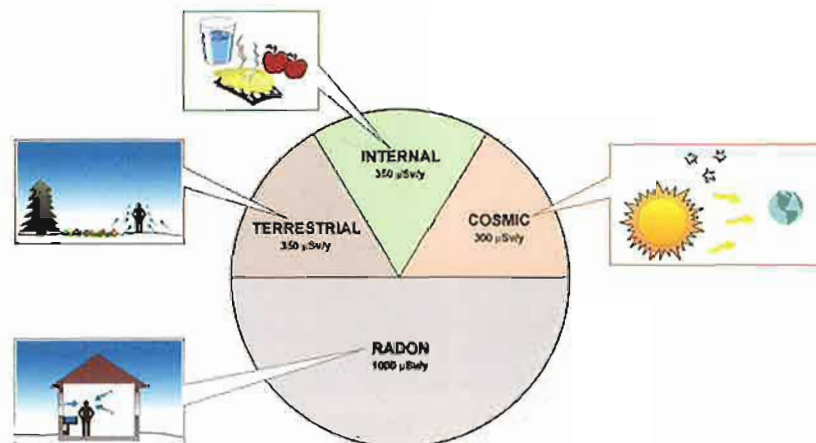 INTERNAL
350 µSv/y
TERRESTRIAL
350 µSv/y
COSMIC
300 µSv/y
RADON
1000 µSv/y